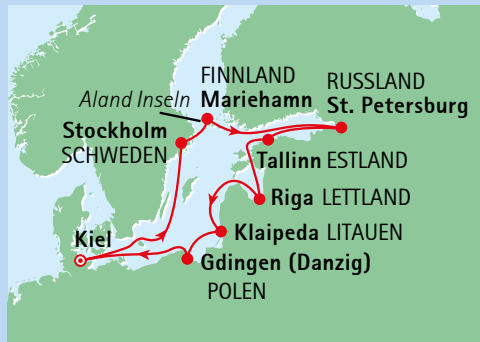 FINNLAND
Aland Inseln Mariehamn
RUSSLAND
St. Petersburg
Stockholm
SCHWEDEN
Tallinn ESTLAND
Riga LETTLAND
Klaipeda LITAUEN
Kiel
Gdingen (Danzig)
POLEN